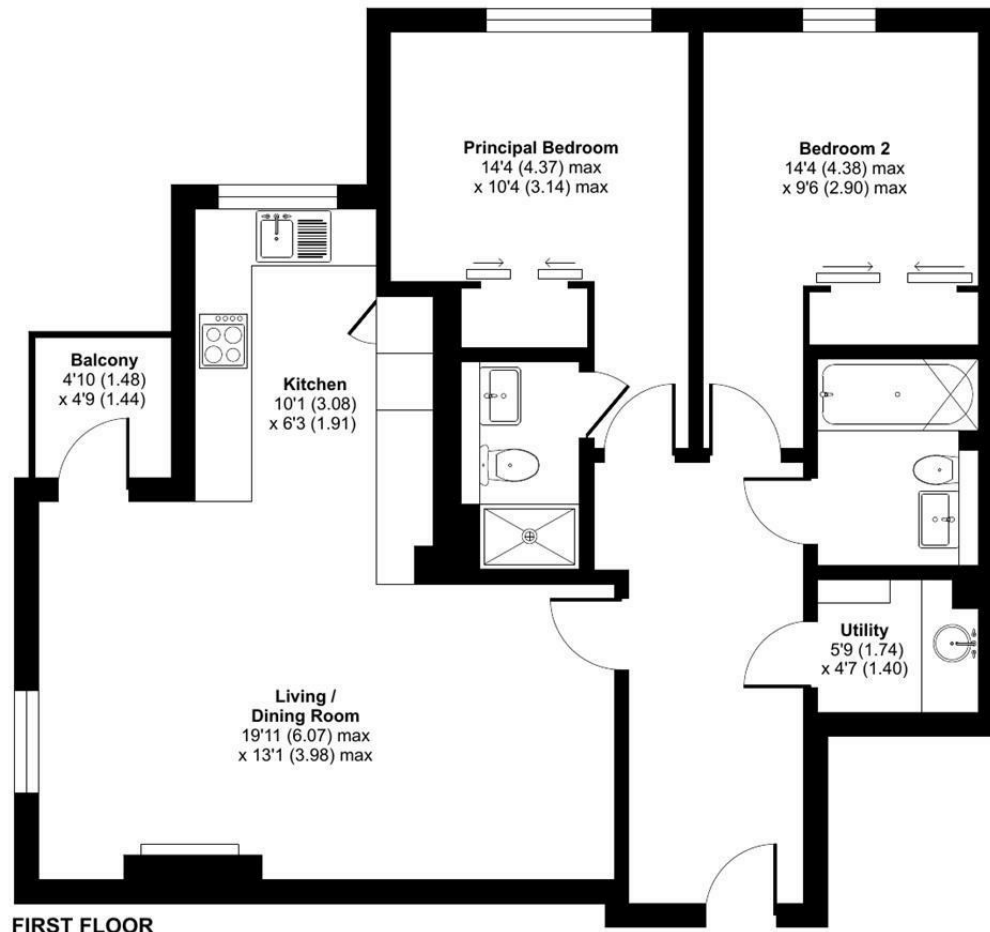 Principal Bedroom
14'4 (4.37) max
x 10'4 (3.14) max
Bedroom 2
14'4 (4.38) max
x 9'6 (2.90) max
Balcony
4'10 (1.48)
x 4'9 (1.44)
Kitchen
10'1 (3.08)
x 6'3 (1.91)
Utility
5'9 (1.74)
x 4'7 (1.40)
Living /
Dining Room
19'11 (6.07) max
x 13'1 (3.98) max
FIRST FLOOR